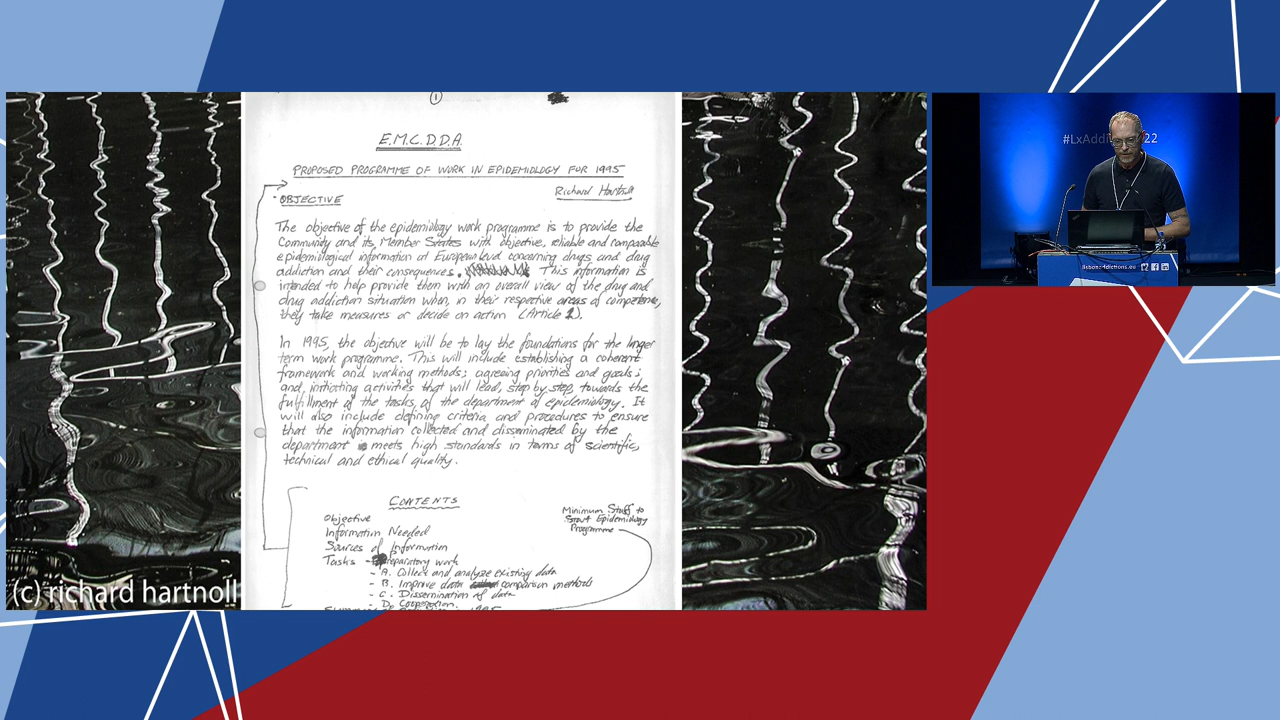 1
E.M.C.D.D.A.
PROPOSED PROGRAMME OF WORK IN EPIDEMIOLOGY FOR 1995
Richard Hartnoll
OBJECTIVE
The objective of the epidemiology work programme is to provide the
Community and its Member States with objective, reliable and comparable
epidemiological information at European level concerning drugs and drug
addiction and their consequences. This information is
intended to help provide them with an overall view of the drug and
drug addiction situation when, in their respective areas of competence,
they take measures or decide on action (Article 1).
In 1995, the objective will be to lay the foundations for the longer
term work programme. This will include establishing a coherent
framework and working methods; agreeing priorities and goals;
and, initiating activities that will lead, step by step, towards the
fulfillment of the tasks of the department of epidemiology. It
will also include defining criteria and procedures to ensure
that the information collected and disseminated by the
department meets high standards in terms of scientific,
technical and ethical quality.
CONTENTS
Objective
Information Needed
Sources of Information
Tasks - Preparatory work
- A. Collect and analyze existing data
- B. Improve data comparison methods
- C. Dissemination of data
- D. Cooperation.
1995
Minimum Staff to
Start Epidemiology
Programme
(c) richard hartnoll
#LxAddi 22
lisbonaddictions.eu